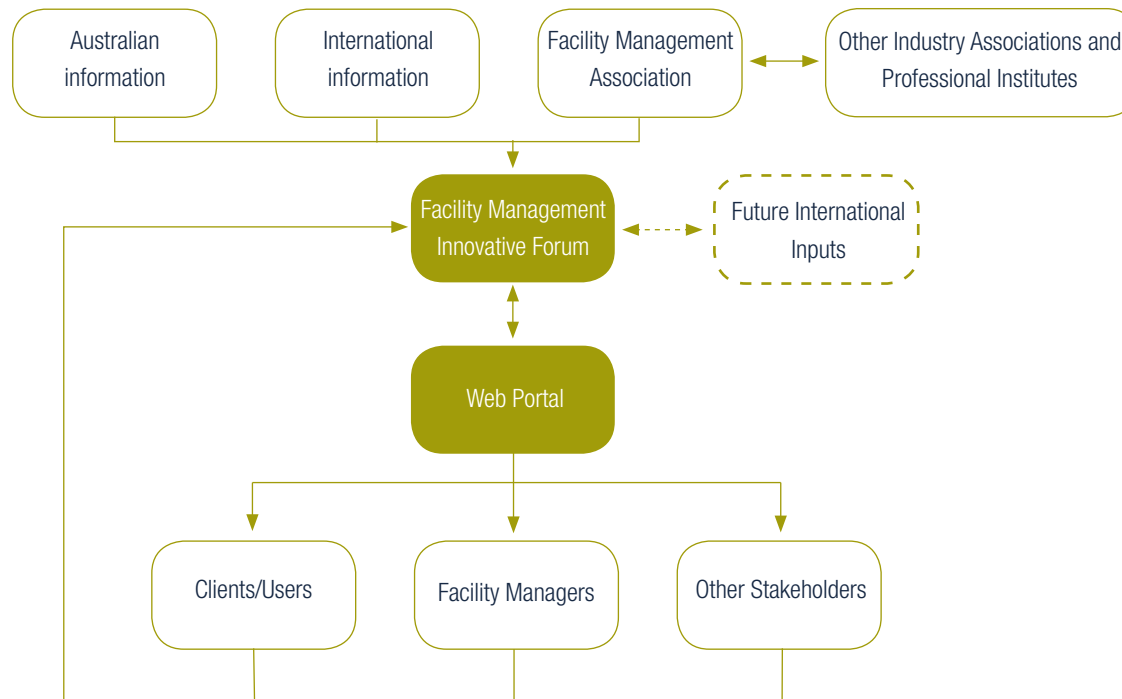 Australian
information
International
information
Facility Management
Association
Other Industry Associations and
Professional Institutes
Facility Management
Innovative Forum
Future International
Inputs
Web Portal
Clients/Users
Facility Managers
Other Stakeholders